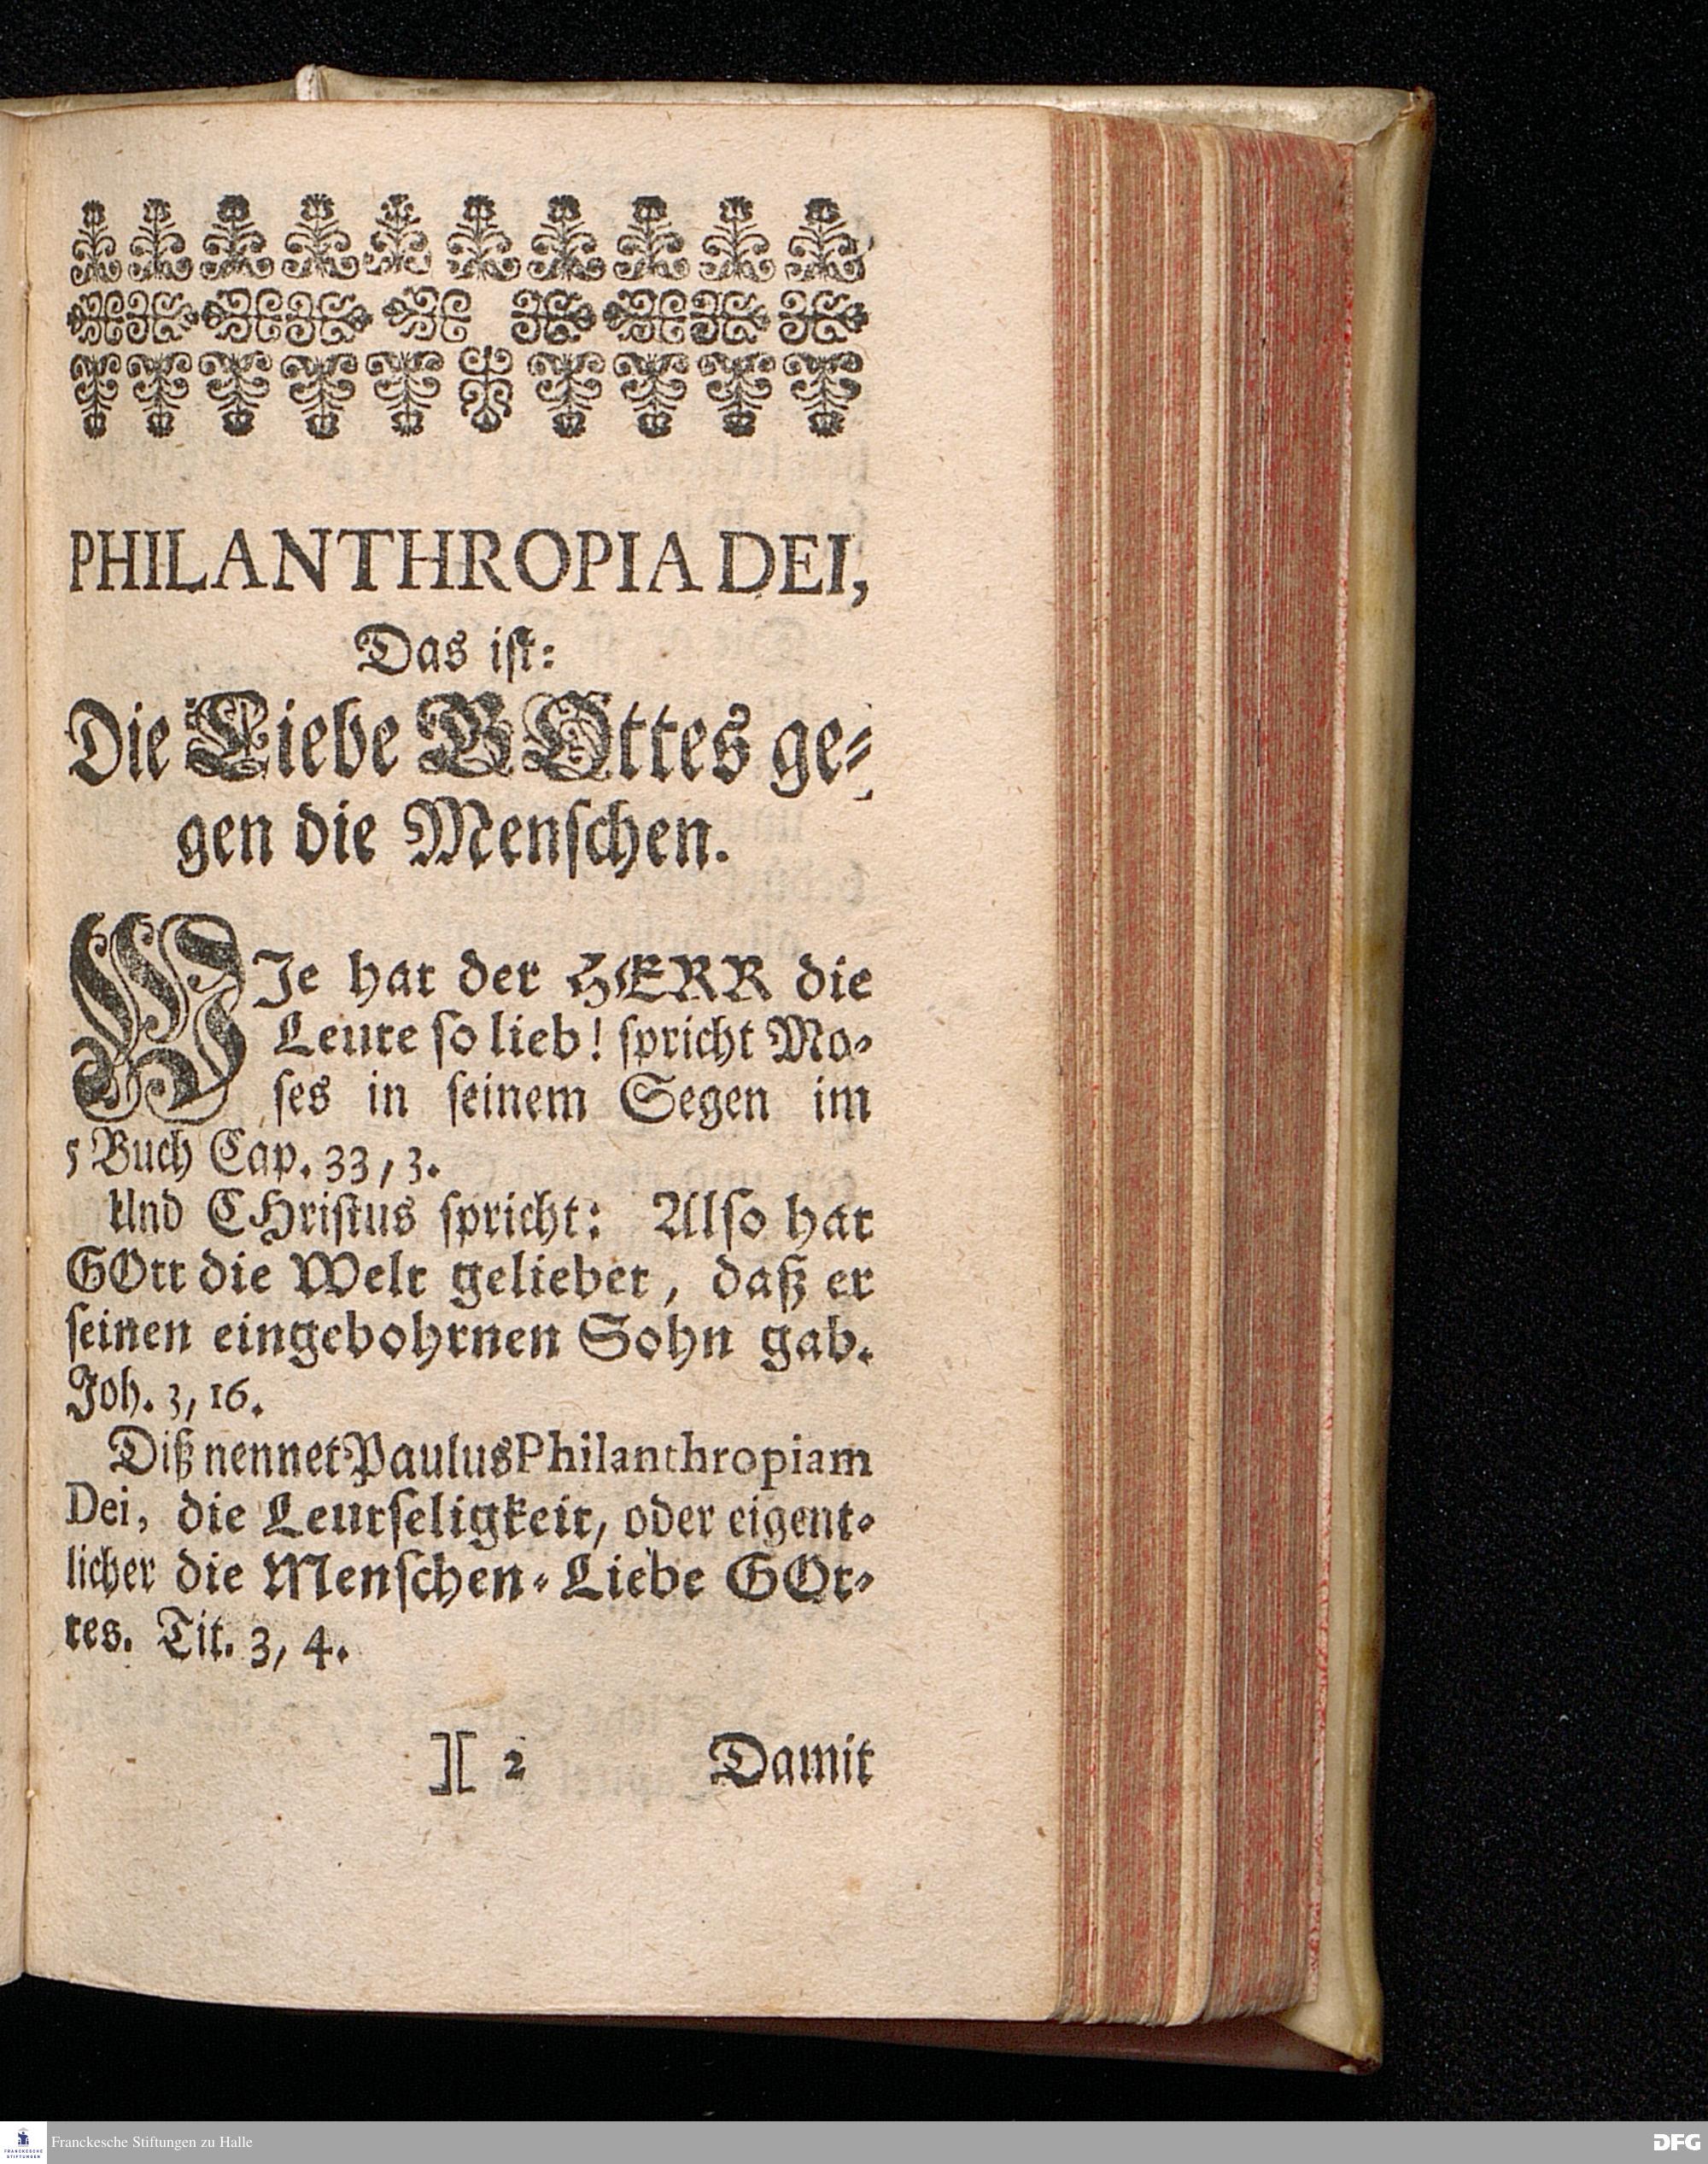 PHILANTHROPIA DEI,
Das iſt:
Die Liebe GOttes ge⸗
gen die Menſchen.
WIe hat der HERR die
Leute ſo lieb! ſpricht Mo⸗
ſes in ſeinem Segen im
5 Buch Cap. 33, 3.
Und CHriſtus ſpricht: Alſo hat
GOtt die Welt geliebet, daß er
ſeinen eingebohrnen Sohn gab.
Joh. 3, 16.
Diß nennet Paulus Philanthropiam
Dei, die Leutſeligkeit, oder eigent⸗
licher die Menſchen⸗Liebe GOt⸗
tes. Tit. 3, 4.
][ 2 Damit
Franckesche Stiftungen zu Halle
FRANCKESCHE
STIFTUNGEN
DFG